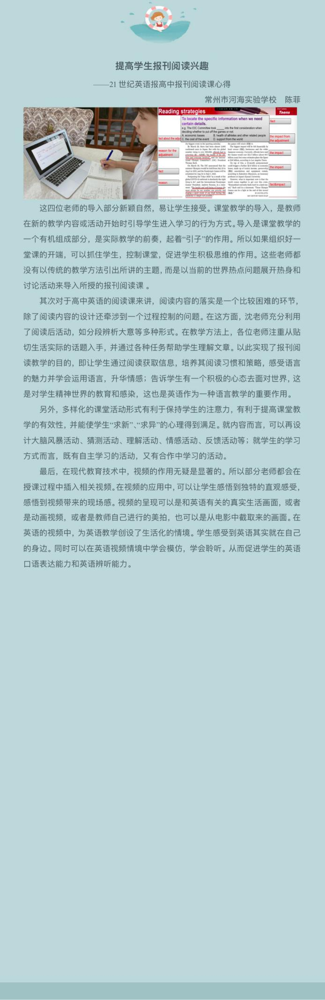 提高学生报刊阅读兴趣
——21 世纪英语报高中报刊阅读课心得
常州市河海实验学校 陈菲
Reading strategies
21st Century
Teens
To locate the specific information when we need
certain details.
e.g. The IOC Committee took ____ into the first consideration when
deciding whether to put off the games or not
A. economic losses B. health of athletes and other related people
C. the cost of the event D. support from the world
fact about the adju
reason for the
adjustment
fact
reason
fact
the impact from
the adjustment
the impact
the impact
fact&impact
这四位老师的导入部分新颖自然，易让学生接受。课堂教学的导入，是教师
在新的教学内容或活动开始时引导学生进入学习的行为方式。导入是课堂教学的
一个有机组成部分，是实际教学的前奏，起着“引子”的作用。所以如果组织好一
堂课的开端，可以抓住学生，控制课堂，促进学生积极思维的作用。这些老师都
没有以传统的教学方法引出所讲的主题，而是以当前的世界热点问题展开热身和
讨论活动来导入所授的报刊阅读课 。
其次对于高中英语的阅读课来讲，阅读内容的落实是一个比较困难的环节，
除了阅读内容的设计还牵涉到一个过程控制的问题。在这方面，沈老师充分利用
了阅读后活动，如分段辨析大意等多种形式。在教学方法上，各位老师注重从贴
切生活实际的话题入手，并通过各种任务帮助学生理解文章。以此实现了报刊阅
读教学的目的，即让学生通过阅读获取信息，培养其阅读习惯和策略，感受语言
的魅力并学会运用语言，升华情感；告诉学生有一个积极的心态去面对世界，这
是对学生精神世界的教育和感染，这也是英语作为一种语言教学的重要作用。
另外，多样化的课堂活动形式有利于保持学生的注意力，有利于提高课堂教
学的有效性，并能使学生“求新”、“求异”的心理得到满足。就内容而言，可以再设
计大脑风暴活动、猜测活动、理解活动、情感活动、反馈活动等；就学生的学习
方式而言，既有自主学习的活动，又有合作中学习的活动。
最后，在现代教育技术中，视频的作用无疑是显著的。所以部分老师都会在
授课过程中插入相关视频。在视频的应用中，可以让学生感悟到独特的直观感受，
感悟到视频带来的现场感。视频的呈现可以是和英语有关的真实生活画面，或者
是动画视频，或者是教师自己进行的美拍，也可以是从电影中截取来的画面。在
英语的视频中，为英语教学创设了生活化的情境。学生感受到英语其实就在自己
的身边。同时可以在英语视频情境中学会模仿，学会聆听。从而促进学生的英语
口语表达能力和英语辨听能力。